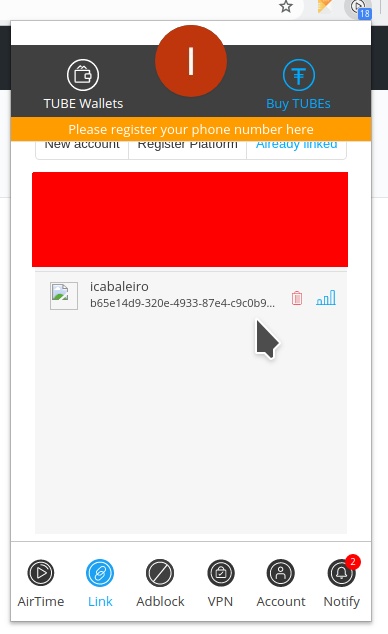 18
I
TUBE Wallets
Buy TUBEs
Please register your phone number here
New account
Register Platform
Already linked
icabaleiro
b65e14d9-320e-4933-87e4-c9c0b9...
AirTime
Link
Adblock
VPN
Account
2
Notify